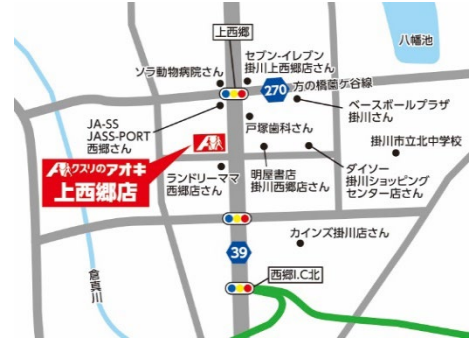 上西郷
八幡池
ソラ動物病院さん
セブン-イレブン
掛川上西郷店さん
270
方の橋薗ケ谷線
ベースボールプラザ
掛川さん
JA-SS
JASS-PORT
西郷さん
戸塚歯科さん
掛川市立北中学校
クスリのアオキ
上西郷店
ランドリーママ
西郷店さん
明屋書店
掛川西郷店さん
ダイソー
掛川ショッピング
センター店さん
カインズ掛川店さん
39
倉真川
西郷I.C北